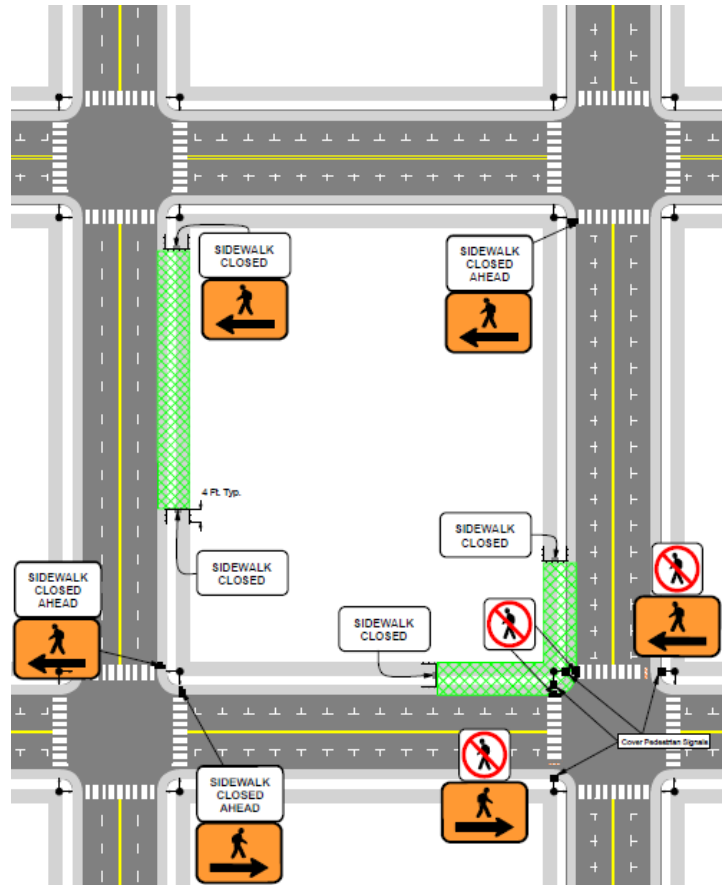 SIDEWALK
CLOSED
SIDEWALK
CLOSED
AHEAD
4 Ft. Typ.
SIDEWALK
CLOSED
SIDEWALK
CLOSED
SIDEWALK
CLOSED
AHEAD
SIDEWALK
CLOSED
Cover Pedestrian Signals
SIDEWALK
CLOSED
AHEAD